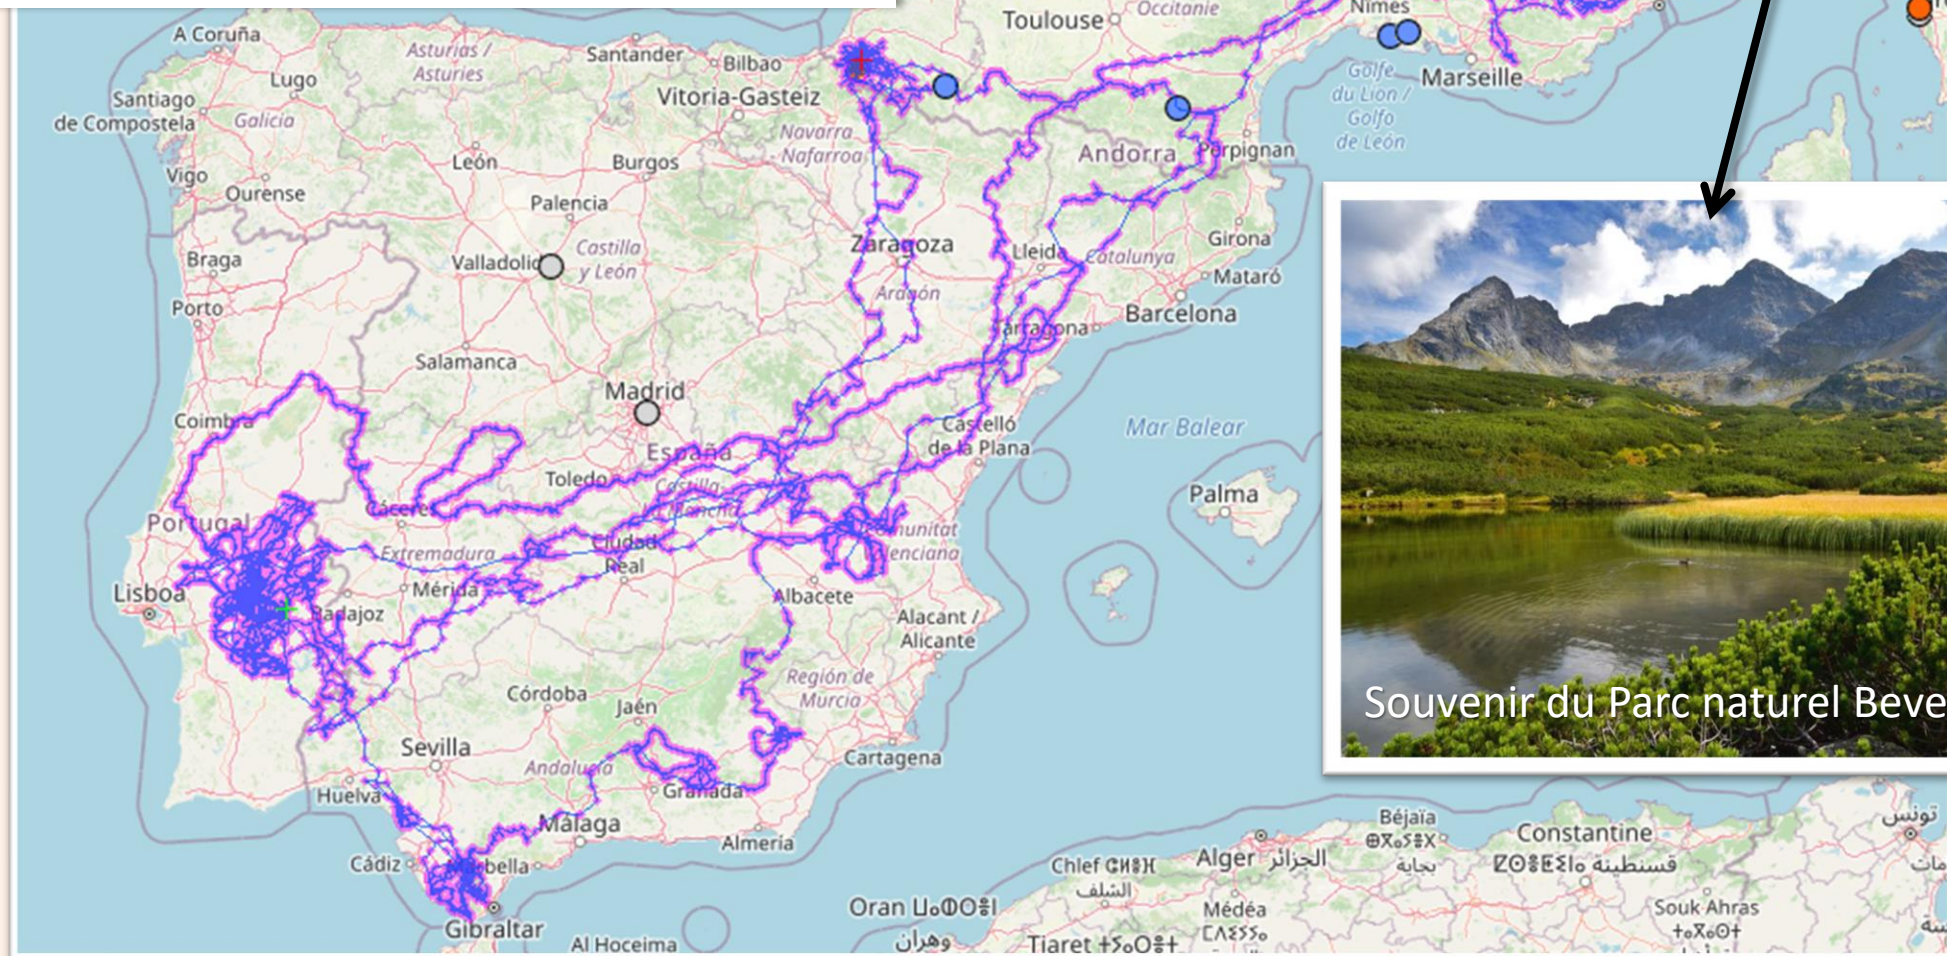 Toulouse
Occitanie
Nîmes
A Coruña
Asturias /
Asturies
Santander
Bilbao
Lugo
Vitoria-Gasteiz
Golfe
du Lion /
Golfo
de León
Marseille
Santiago
de Compostela
Galicia
Navarra
- Nafarroa
León
Burgos
Andorra
Perpignan
Vigo
Ourense
Palencia
Zaragoza
Lleida
Girona
Braga
Valladolid
Castilla
y León
Catalunya
Mataró
Aragón
Porto
Barcelona
Tarragona
Salamanca
Madrid
Coimbra
Castelló
de la Plana
Mar Balear
España
Toledo
Castilla-
La Mancha
Palma
Cáceres
Portugal
Comunitat
Valenciana
Extremadura
Ciudad
Real
Lisboa
Mérida
Badajoz
Albacete
Alacant /
Alicante
Región de
Murcia
Córdoba
Jaén
Souvenir du Parc naturel Beve
Sevilla
Andalucía
Cartagena
Huelva
Granada
Málaga
Almería
Cádiz
Marbella
Gibraltar
Al Hoceima
Béjaïa
ⴱⴳⴰⵢⴻⵜ
بجاية
Constantine
قسنطينة
تونس
Chlef
الشلف
Alger الجزائر
Oran
وهران
Médéa
Souk Ahras
Tiaret